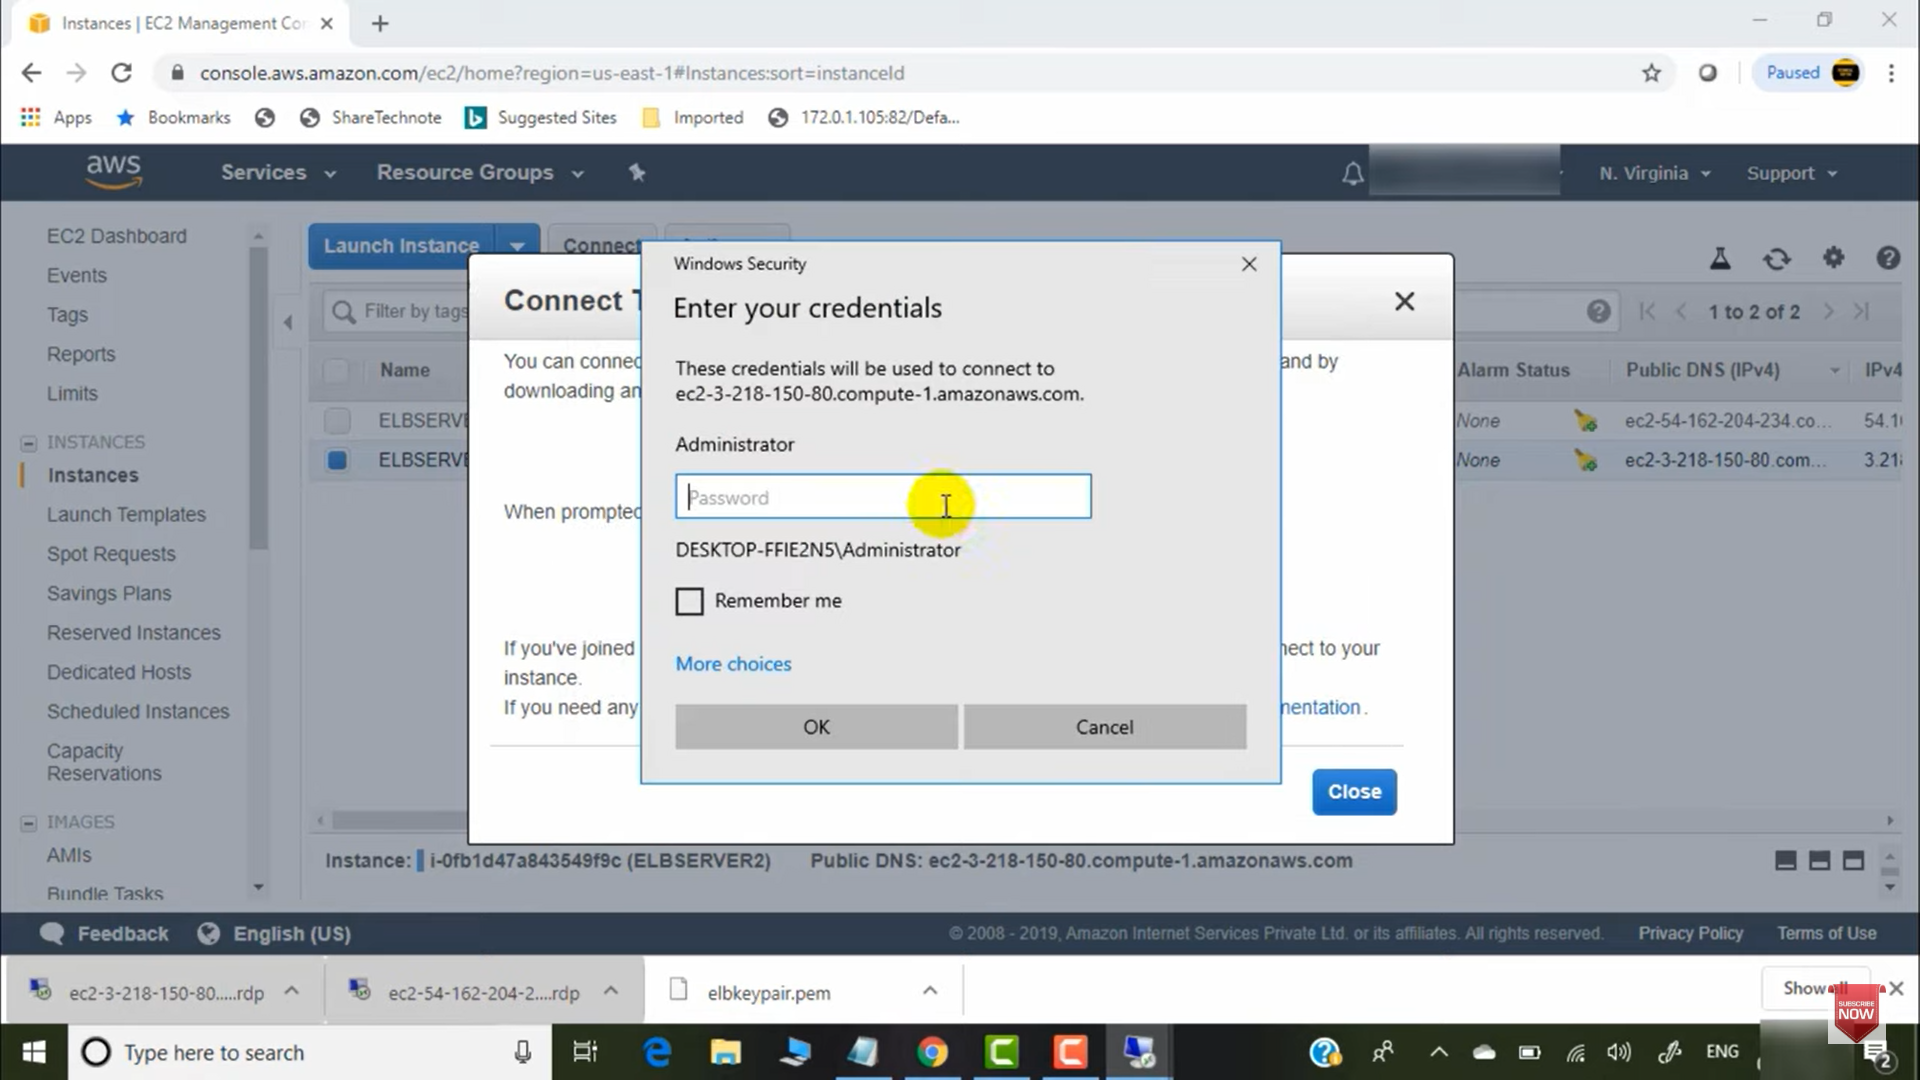 Instances | EC2 Management Con
console.aws.amazon.com/ec2/home?region=us-east-1#Instances:sort=instanceId
Paused
Apps
Bookmarks
ShareTechnote
Suggested Sites
Imported
172.0.1.105:82/Defa...
aws
Services
Resource Groups
N. Virginia
Support
EC2 Dashboard
Events
Tags
Reports
Limits
INSTANCES
Instances
Launch Templates
Spot Requests
Savings Plans
Reserved Instances
Dedicated Hosts
Scheduled Instances
Capacity
Reservations
IMAGES
AMIs
Bundle Tasks
Launch Instance
Connect
Filter by tags
1 to 2 of 2
Name
Alarm Status
Public DNS (IPv4)
IPv4
ELBSERVE
None
ec2-54-162-204-234.co...
54.1
ELBSERVE
None
ec2-3-218-150-80.com...
3.21
Connect T
You can connec
and by
downloading an
When prompted
If you've joined
nect to your
instance.
If you need any
mentation.
Close
Windows Security
Enter your credentials
These credentials will be used to connect to
ec2-3-218-150-80.compute-1.amazonaws.com.
Administrator
Password
DESKTOP-FFIE2N5\Administrator
Remember me
More choices
OK
Cancel
Instance: i-0fb1d47a843549f9c (ELBSERVER2)
Public DNS: ec2-3-218-150-80.compute-1.amazonaws.com
Feedback
English (US)
© 2008 - 2019, Amazon Internet Services Private Ltd. or its affiliates. All rights reserved.
Privacy Policy
Terms of Use
ec2-3-218-150-80.....rdp
ec2-54-162-204-2....rdp
elbkeypair.pem
Show all
SUBSCRIBE
NOW
Type here to search
ENG
2